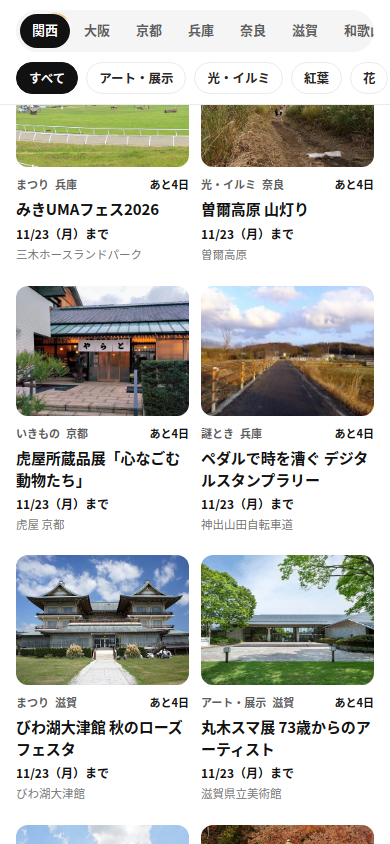 関西
大阪
京都
兵庫
奈良
滋賀
すべて
アート・展示
光・イルミ
紅葉
花
まつり 兵庫
あと4日
みきUMAフェス2026
11/23（月）まで
三木ホースランドパーク
光・イルミ 奈良
あと4日
曽爾高原 山灯り
11/23（月）まで
曽爾高原
やらと
いきもの 京都
あと4日
虎屋所蔵品展「心なごむ
動物たち」
11/23（月）まで
虎屋 京都
謎とき 兵庫
あと4日
ペダルで時を漕ぐ デジタ
ルスタンプラリー
11/23（月）まで
神出山田自転車道
まつり 滋賀
あと4日
びわ湖大津館 秋のローズ
フェスタ
11/23（月）まで
びわ湖大津館
アート・展示 滋賀
あと4日
丸木スマ展 73歳からのア
ーティスト
11/23（月）まで
滋賀県立美術館